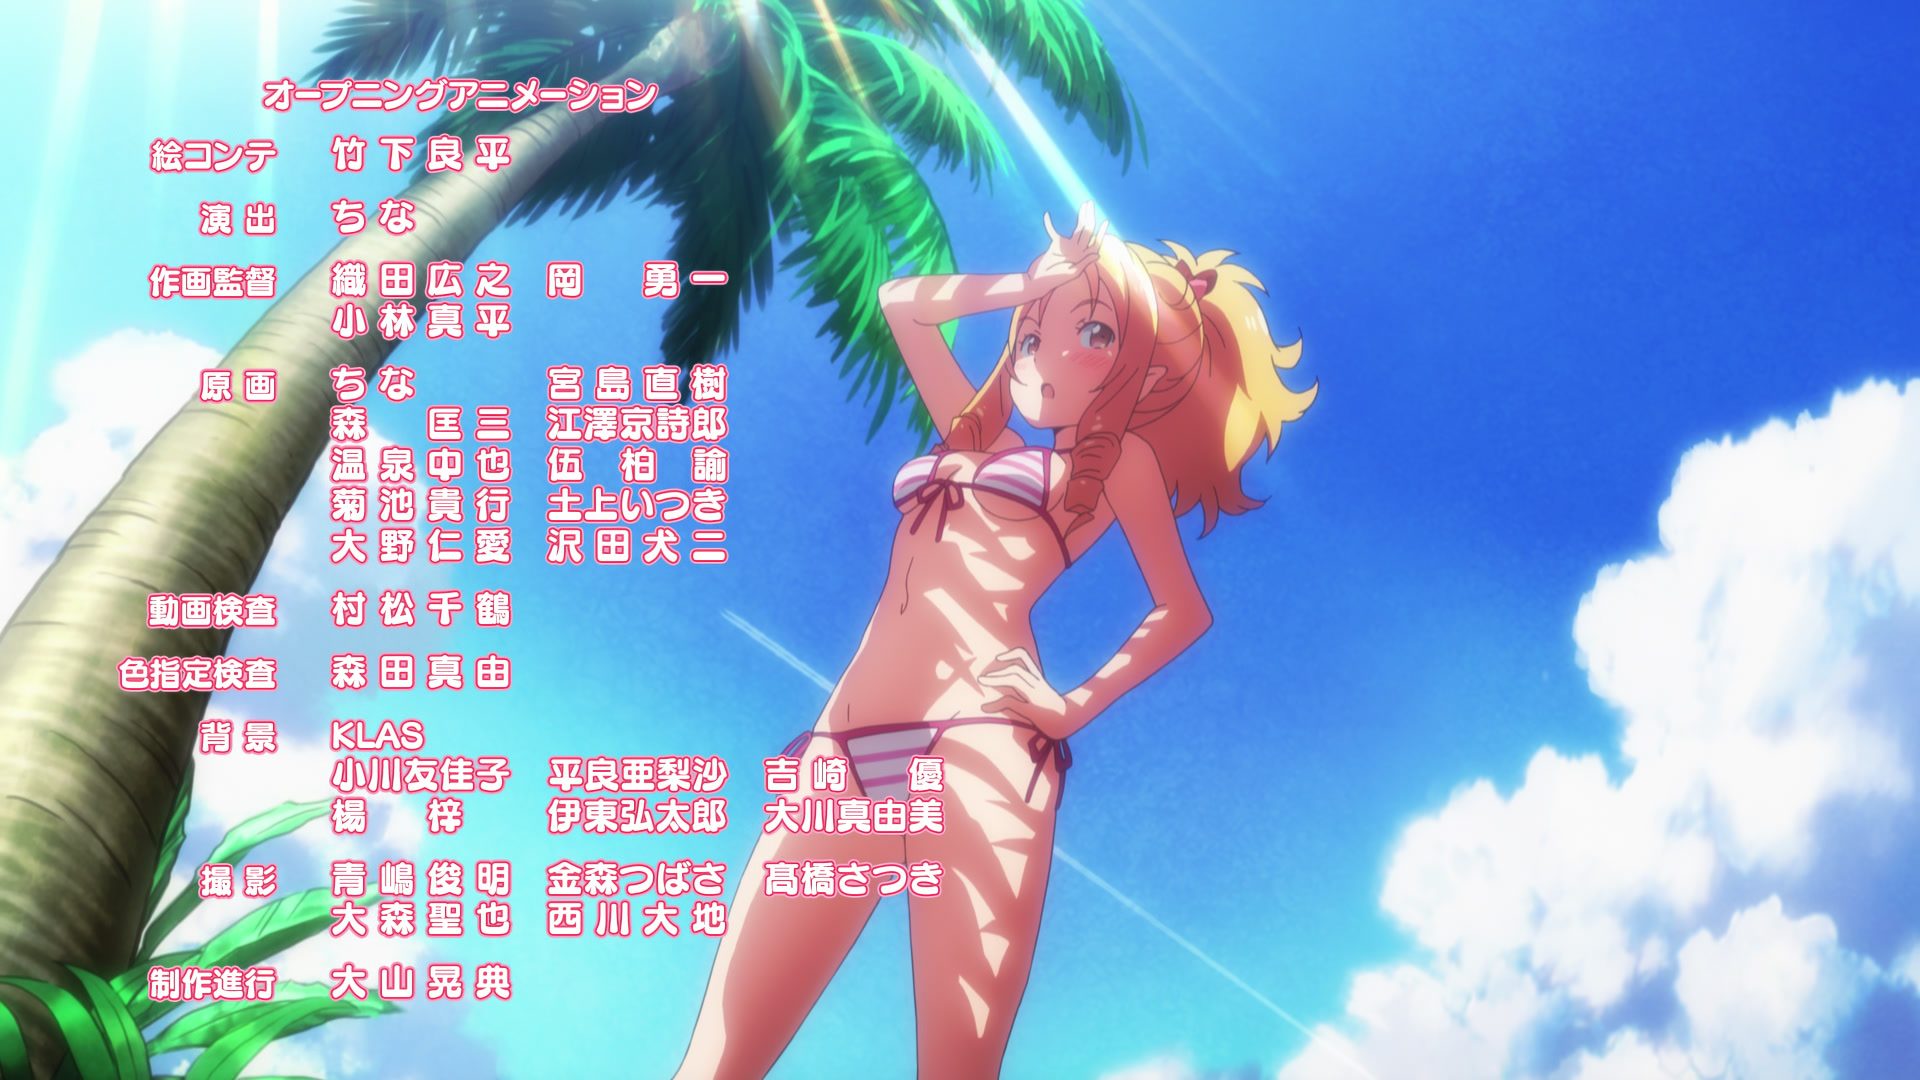 オープニングアニメーション
絵コンテ 竹下良平
演出 ちな
作画監督 織田広之 岡勇一
小林真平
原画 ちな 宮島直樹
森匡三 江澤京詩郎
温泉中也 伍柏諭
菊池貴行 土上いつき
大野仁愛 沢田犬二
動画検査 村松千鶴
色指定検査 森田真由
背景 KLAS
小川友佳子 平良亜梨沙 吉崎優
楊梓 伊東弘太郎 大川真由美
撮影 青嶋俊明 金森つばさ 髙橋さつき
大森聖也 西川大地
制作進行 大山晃典